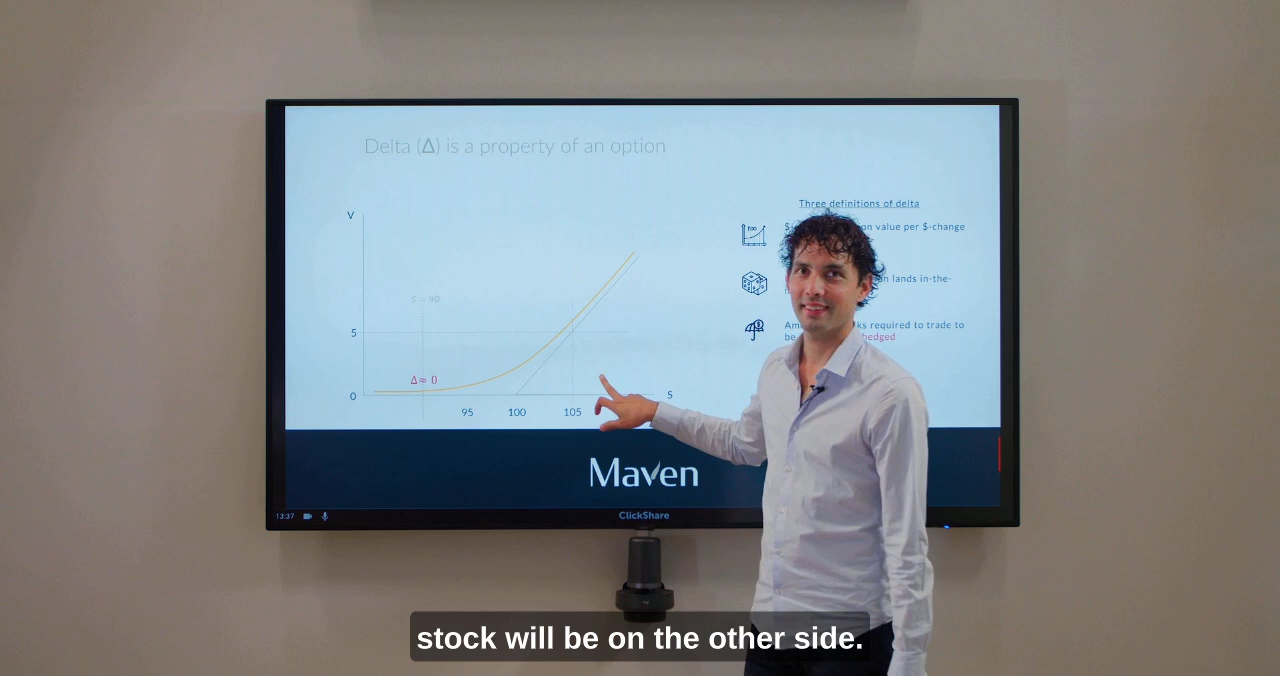 Delta (Δ) is a property of an option
V
Three definitions of delta
on value per $-change
lands in-the-
S = 90
required to trade to
5
be hedged
Δ≈ 0
0
S
95 100 105
Maven
13:37
ClickShare
stock will be on the other side.